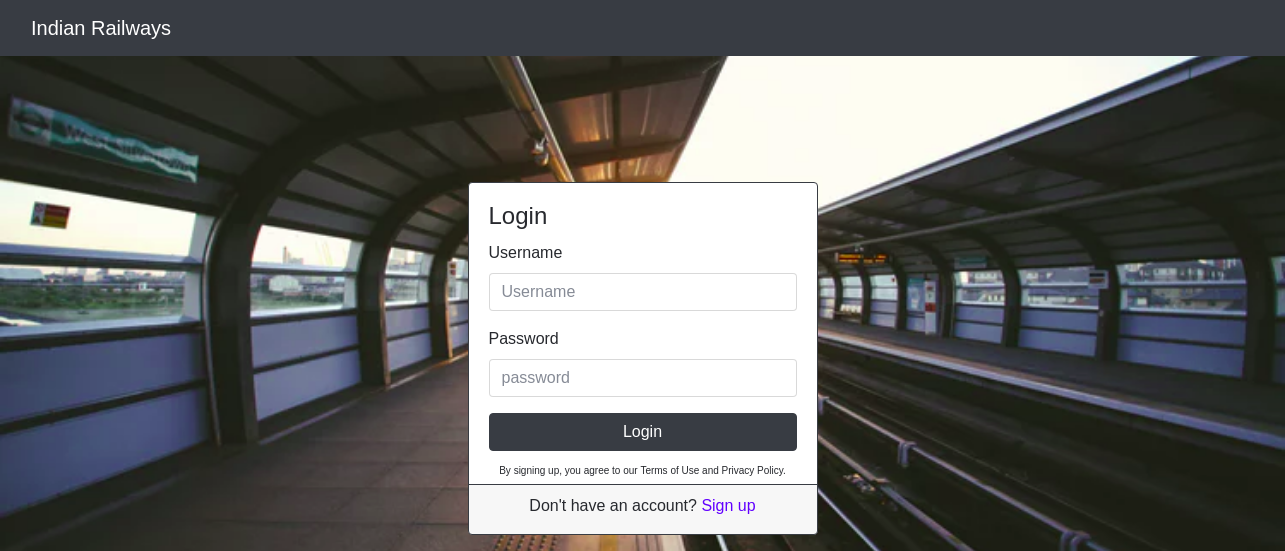 Indian Railways
Login
Username
Username
Password
password
Login
By signing up, you agree to our Terms of Use and Privacy Policy.
Don't have an account? Sign up